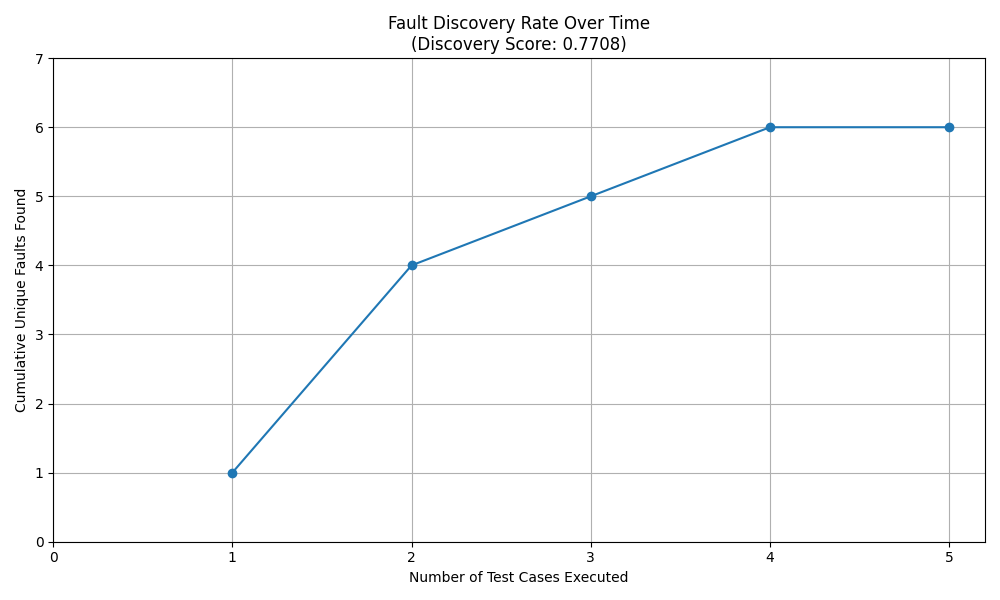 Fault Discovery Rate Over Time
(Discovery Score: 0.7708)
7
6
5
4
3
2
1
0
Cumulative Unique Faults Found
0 1 2 3 4 5
Number of Test Cases Executed